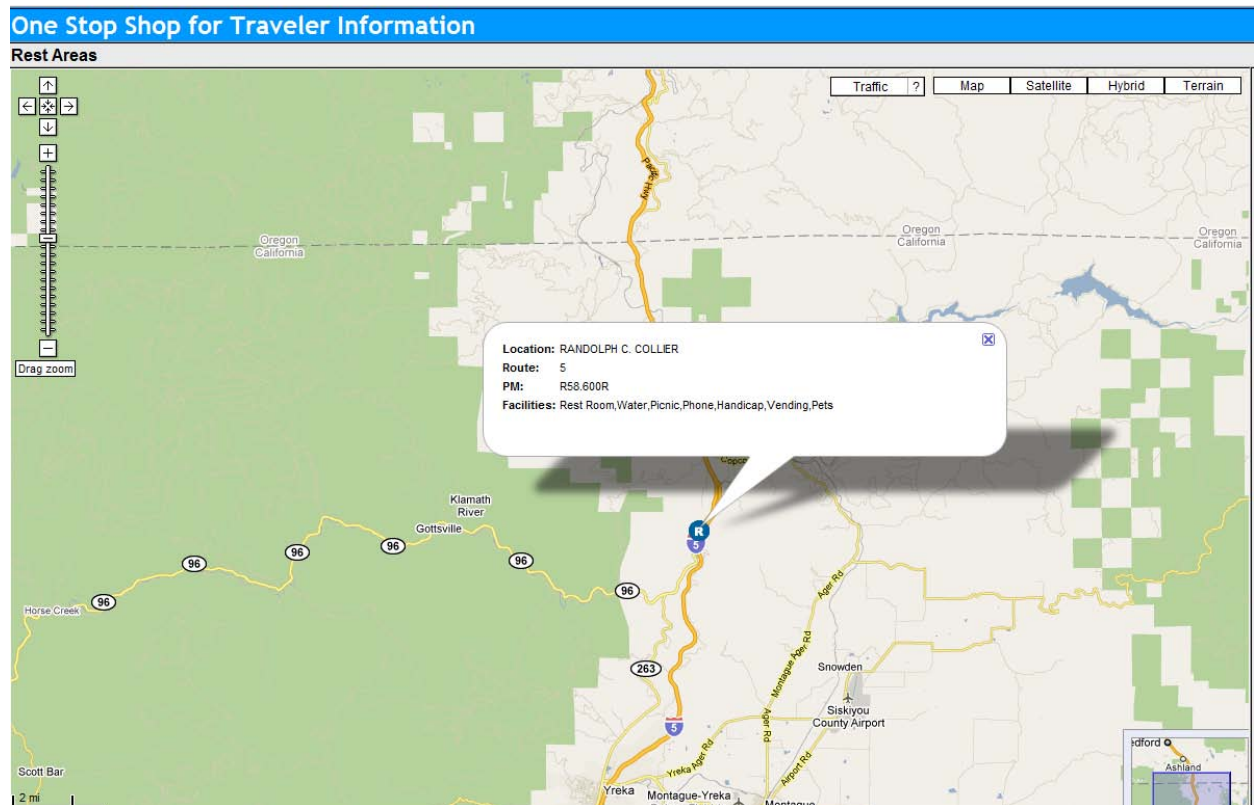 One Stop Shop for Traveler Information
Rest Areas
Traffic ? Map Satellite Hybrid Terrain
Drag zoom
Pacific Hwy
Oregon
California
Oregon
California
Oregon
California
Location: RANDOLPH C. COLLIER
Route: 5
PM: R58.600R
Facilities: Rest Room,Water,Picnic,Phone,Handicap,Vending,Pets
Klamath
River
Gottsville
R
5
96
96
96
96
96
96
Horse Creek
Ager Rd
263
Montague Ager Rd
Snowden
Siskiyou
County Airport
Ager Rd
5
Yreka Ager Rd
Airport Rd
Scott Bar
Yreka
Montague-Yreka
Montague
2 mi
edford
Ashland